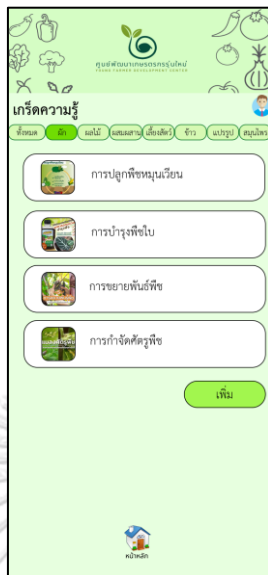 ศูนย์พัฒนาเกษตรกรรุ่นใหม่
YOUNG FARMER DEVELOPMENT CENTER
เกร็ดความรู้
ทั้งหมด ผัก ผลไม้ ผสมผสาน เลี้ยงสัตว์ ข้าว แปรรูป สมุนไพร
การปลูกพืชหมุนเวียน
การบำรุงพืชใบ
การขยายพันธุ์พืช
การกำจัดศัตรูพืช
เพิ่ม
หน้าหลัก